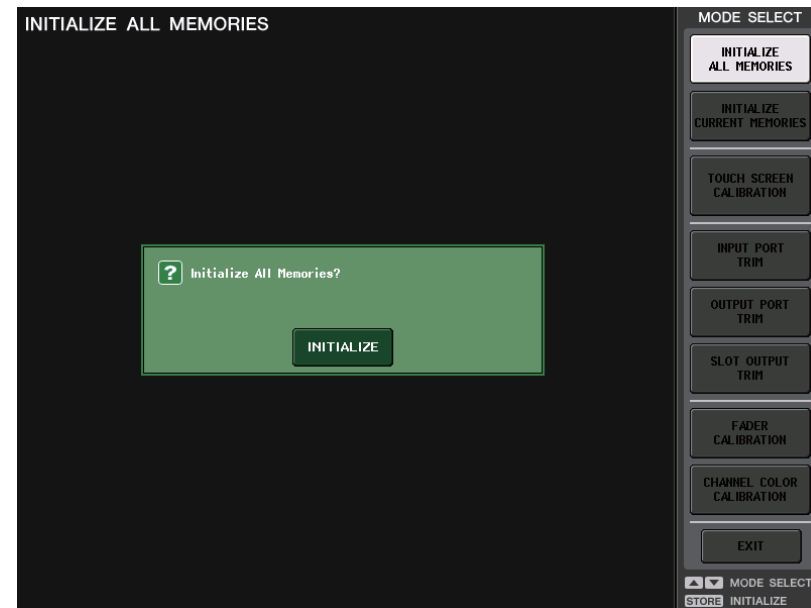 INITIALIZE ALL MEMORIES
? Initialize All Memories?
INITIALIZE
MODE SELECT
INITIALIZE
ALL MEMORIES
INITIALIZE
CURRENT MEMORIES
TOUCH SCREEN
CALIBRATION
INPUT PORT
TRIM
OUTPUT PORT
TRIM
SLOT OUTPUT
TRIM
FADER
CALIBRATION
CHANNEL COLOR
CALIBRATION
EXIT
MODE SELECT
STORE INITIALIZE